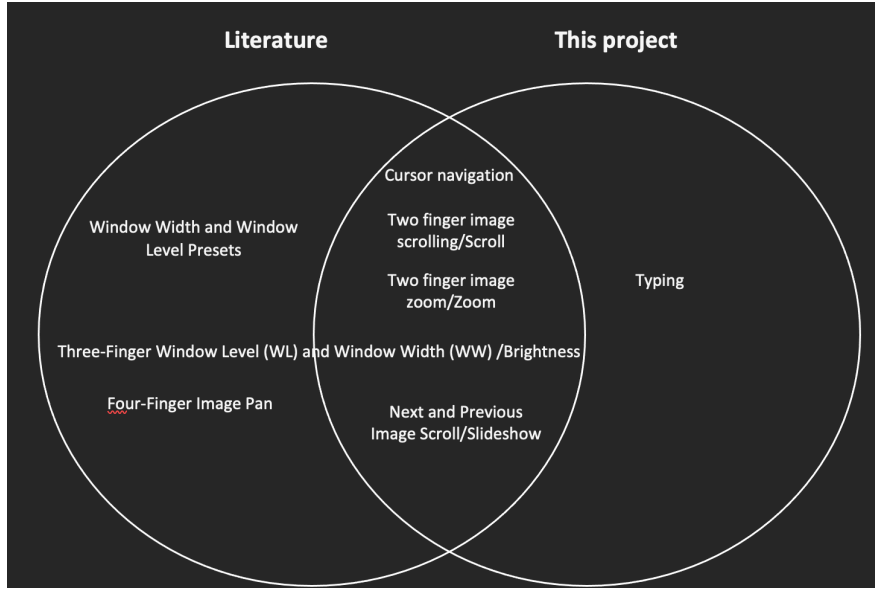 Literature
This project
Cursor navigation
Window Width and Window
Level Presets
Two finger image
scrolling/Scroll
Two finger image
zoom/Zoom
Typing
Three-Finger Window Level (WL) and Window Width (WW) /Brightness
Four-Finger Image Pan
Next and Previous
Image Scroll/Slideshow